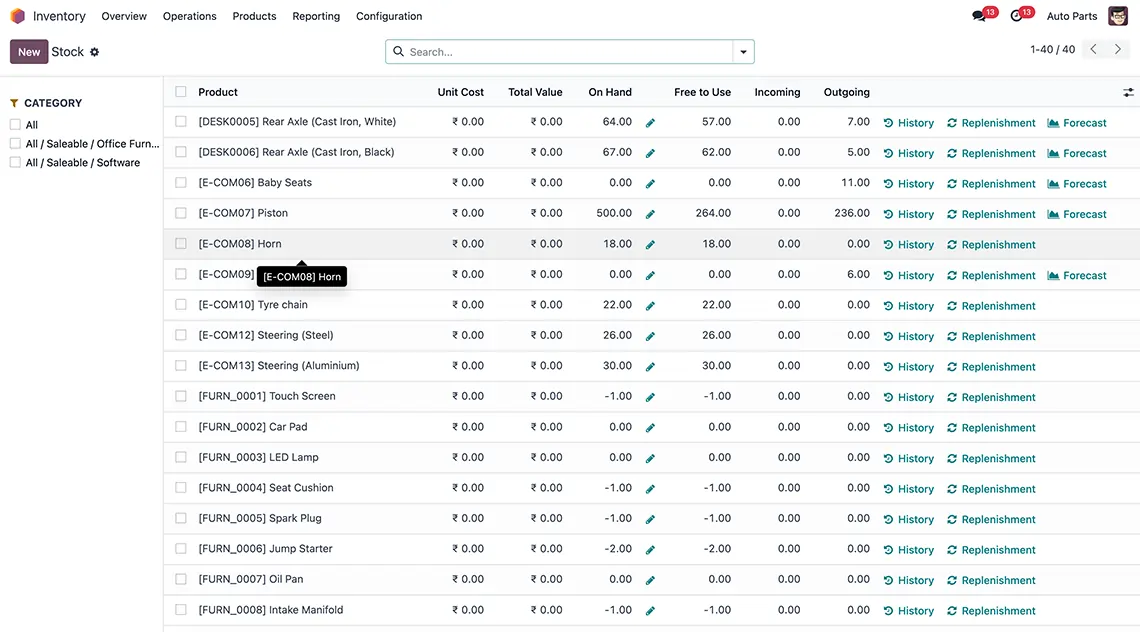 Inventory Overview Operations Products Reporting Configuration 13 13 Auto Parts
New Stock Search... 1-40 / 40
CATEGORY
All
All / Saleable / Office Furn...
All / Saleable / Software
Product Unit Cost Total Value On Hand Free to Use Incoming Outgoing
[DESK0005] Rear Axle (Cast Iron, White) ₹ 0.00 ₹ 0.00 64.00 57.00 0.00 7.00 History Replenishment Forecast
[DESK0006] Rear Axle (Cast Iron, Black) ₹ 0.00 ₹ 0.00 67.00 62.00 0.00 5.00 History Replenishment Forecast
[E-COM06] Baby Seats ₹ 0.00 ₹ 0.00 0.00 0.00 0.00 11.00 History Replenishment Forecast
[E-COM07] Piston ₹ 0.00 ₹ 0.00 500.00 264.00 0.00 236.00 History Replenishment Forecast
[E-COM08] Horn ₹ 0.00 ₹ 0.00 18.00 18.00 0.00 0.00 History Replenishment
[E-COM09] ₹ 0.00 ₹ 0.00 0.00 0.00 0.00 6.00 History Replenishment Forecast
[E-COM08] Horn
[E-COM10] Tyre chain ₹ 0.00 ₹ 0.00 22.00 22.00 0.00 0.00 History Replenishment
[E-COM12] Steering (Steel) ₹ 0.00 ₹ 0.00 26.00 26.00 0.00 0.00 History Replenishment
[E-COM13] Steering (Aluminium) ₹ 0.00 ₹ 0.00 30.00 30.00 0.00 0.00 History Replenishment
[FURN_0001] Touch Screen ₹ 0.00 ₹ 0.00 -1.00 -1.00 0.00 0.00 History Replenishment
[FURN_0002] Car Pad ₹ 0.00 ₹ 0.00 0.00 0.00 0.00 0.00 History Replenishment
[FURN_0003] LED Lamp ₹ 0.00 ₹ 0.00 0.00 0.00 0.00 0.00 History Replenishment
[FURN_0004] Seat Cushion ₹ 0.00 ₹ 0.00 -1.00 -1.00 0.00 0.00 History Replenishment
[FURN_0005] Spark Plug ₹ 0.00 ₹ 0.00 -1.00 -1.00 0.00 0.00 History Replenishment
[FURN_0006] Jump Starter ₹ 0.00 ₹ 0.00 -2.00 -2.00 0.00 0.00 History Replenishment
[FURN_0007] Oil Pan ₹ 0.00 ₹ 0.00 0.00 0.00 0.00 0.00 History Replenishment
[FURN_0008] Intake Manifold ₹ 0.00 ₹ 0.00 -1.00 -1.00 0.00 0.00 History Replenishment